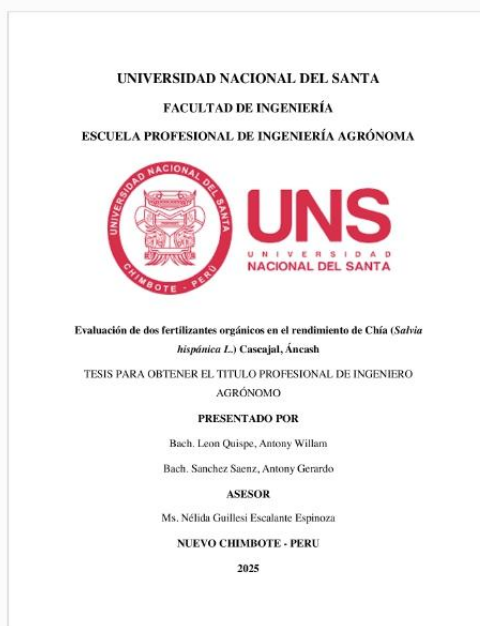 UNIVERSIDAD NACIONAL DEL SANTA
FACULTAD DE INGENIERÍA
ESCUELA PROFESIONAL DE INGENIERÍA AGRÓNOMA
UNIVERSIDAD NACIONAL DEL SANTA
CHIMBOTE - PERÚ
UNS
UNIVERSIDAD
NACIONAL DEL SANTA
Evaluación de dos fertilizantes orgánicos en el rendimiento de Chía (Salvia
hispánica L.) Cascajal, Áncash
TESIS PARA OBTENER EL TITULO PROFESIONAL DE INGENIERO
AGRÓNOMO
PRESENTADO POR
Bach. Leon Quispe, Antony Willam
Bach. Sanchez Saenz, Antony Gerardo
ASESOR
Ms. Nélida Guillesi Escalante Espinoza
NUEVO CHIMBOTE - PERU
2025